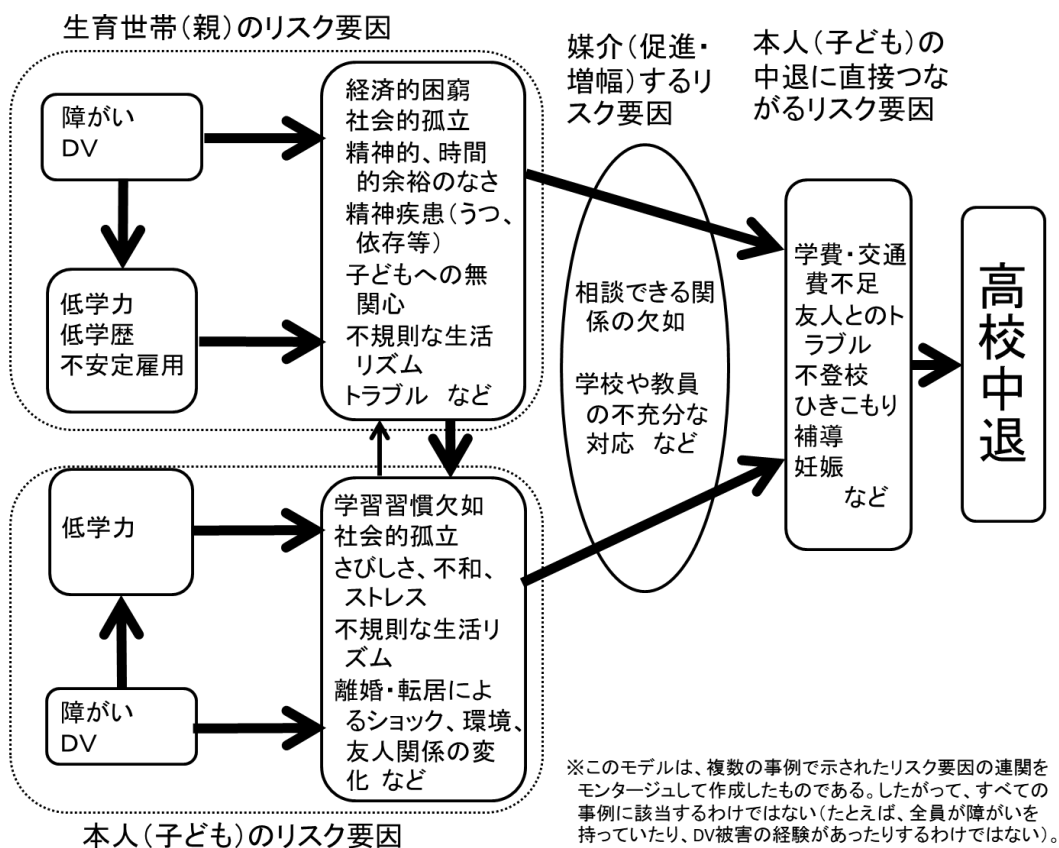 生育世帯(親)のリスク要因
障がい
DV
低学力
低学歴
不安定雇用
経済的困窮
社会的孤立
精神的、時間
的余裕のなさ
精神疾患(うつ、
依存等)
子どもへの無
関心
不規則な生活
リズム
トラブル など
媒介(促進・
増幅)するリ
スク要因
相談できる関
係の欠如
学校や教員
の不充分な
対応 など
本人(子ども)の
中退に直接つな
がるリスク要因
学費・交通
費不足
友人とのト
ラブル
不登校
ひきこもり
補導
妊娠
など
高校中退
低学力
障がい
DV
学習習慣欠如
社会的孤立
さびしさ、不和、
ストレス
不規則な生活リ
ズム
離婚・転居によ
るショック、環境、
友人関係の変
化 など
本人(子ども)のリスク要因
※このモデルは、複数の事例で示されたリスク要因の連関を
モンタージュして作成したものである。したがって、すべての
事例に該当するわけではない(たとえば、全員が障がいを
持っていたり、DV被害の経験があったりするわけではない)。